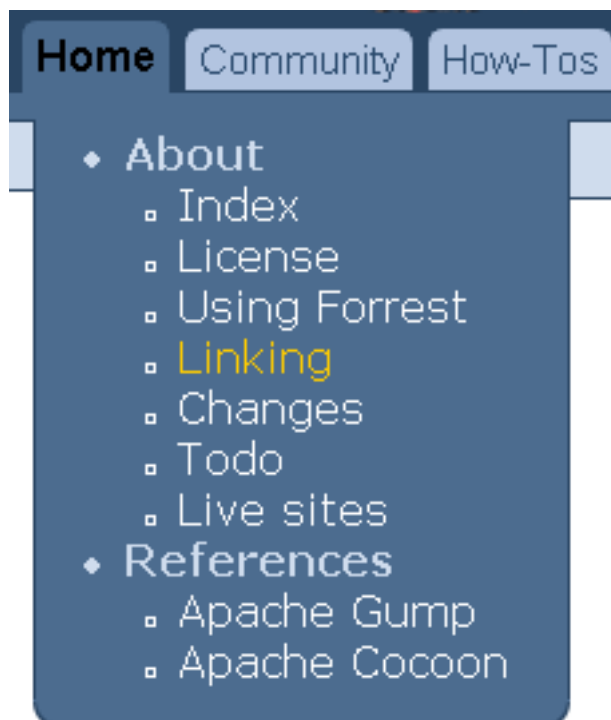 Home Community How-Tos
About
Index
License
Using Forrest
Linking
Changes
Todo
Live sites
References
Apache Gump
Apache Cocoon